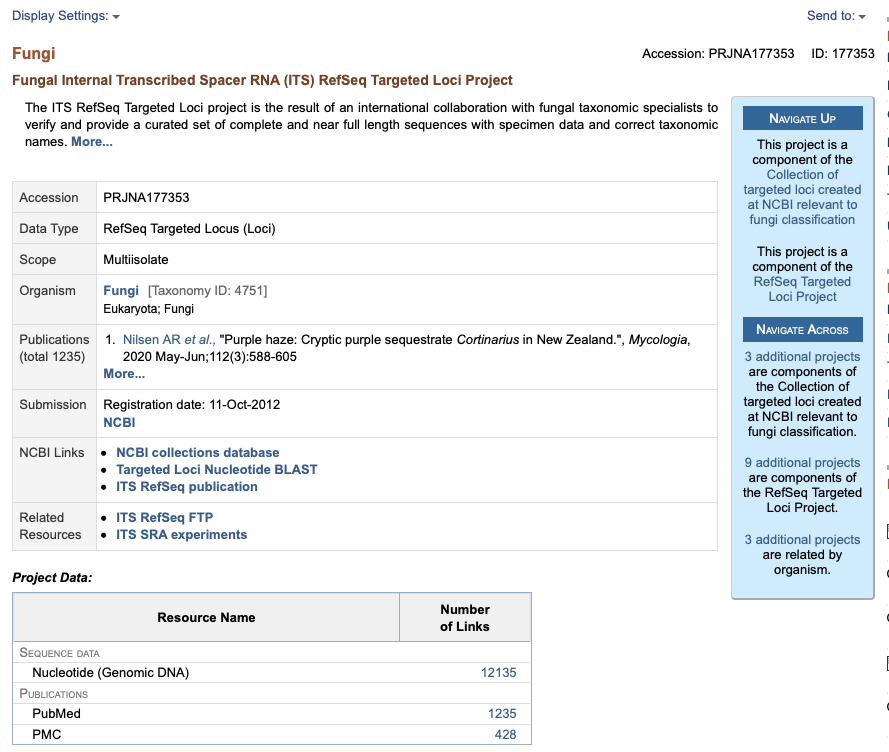 Display Settings:
Send to:
Fungi
Accession: PRJNA177353 ID: 177353
Fungal Internal Transcribed Spacer RNA (ITS) RefSeq Targeted Loci Project
The ITS RefSeq Targeted Loci project is the result of an international collaboration with fungal taxonomic specialists to
verify and provide a curated set of complete and near full length sequences with specimen data and correct taxonomic
names. More...
Accession PRJNA177353
Data Type RefSeq Targeted Locus (Loci)
Scope Multiisolate
Organism Fungi [Taxonomy ID: 4751]
Eukaryota; Fungi
Publications
(total 1235)
1. Nilsen AR et al., "Purple haze: Cryptic purple sequestrate Cortinarius in New Zealand.", Mycologia,
2020 May-Jun;112(3):588-605
More...
Submission Registration date: 11-Oct-2012
NCBI
NCBI Links
• NCBI collections database
• Targeted Loci Nucleotide BLAST
• ITS RefSeq publication
Related
Resources
• ITS RefSeq FTP
• ITS SRA experiments
Navigate Up
This project is a
component of the
Collection of
targeted loci created
at NCBI relevant to
fungi classification
This project is a
component of the
RefSeq Targeted
Loci Project
Navigate Across
3 additional projects
are components of
the Collection of
targeted loci created
at NCBI relevant to
fungi classification.
9 additional projects
are components of
the RefSeq Targeted
Loci Project.
3 additional projects
are related by
organism.
Project Data:
Resource Name
Number
of Links
Sequence data
Nucleotide (Genomic DNA) 12135
Publications
PubMed 1235
PMC 428